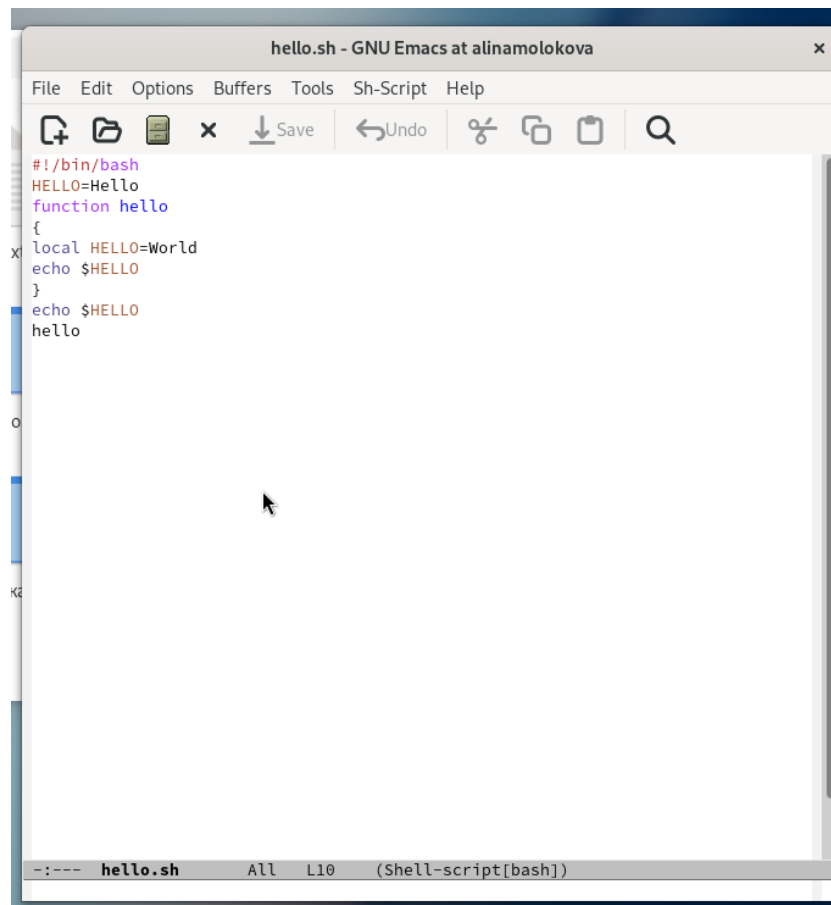 hello.sh - GNU Emacs at alinamolokova
File Edit Options Buffers Tools Sh-Script Help
Save Undo
#!/bin/bash
HELLO=Hello
function hello
{
local HELLO=World
echo $HELLO
}
echo $HELLO
hello
-:--- hello.sh All L10 (Shell-script[bash])